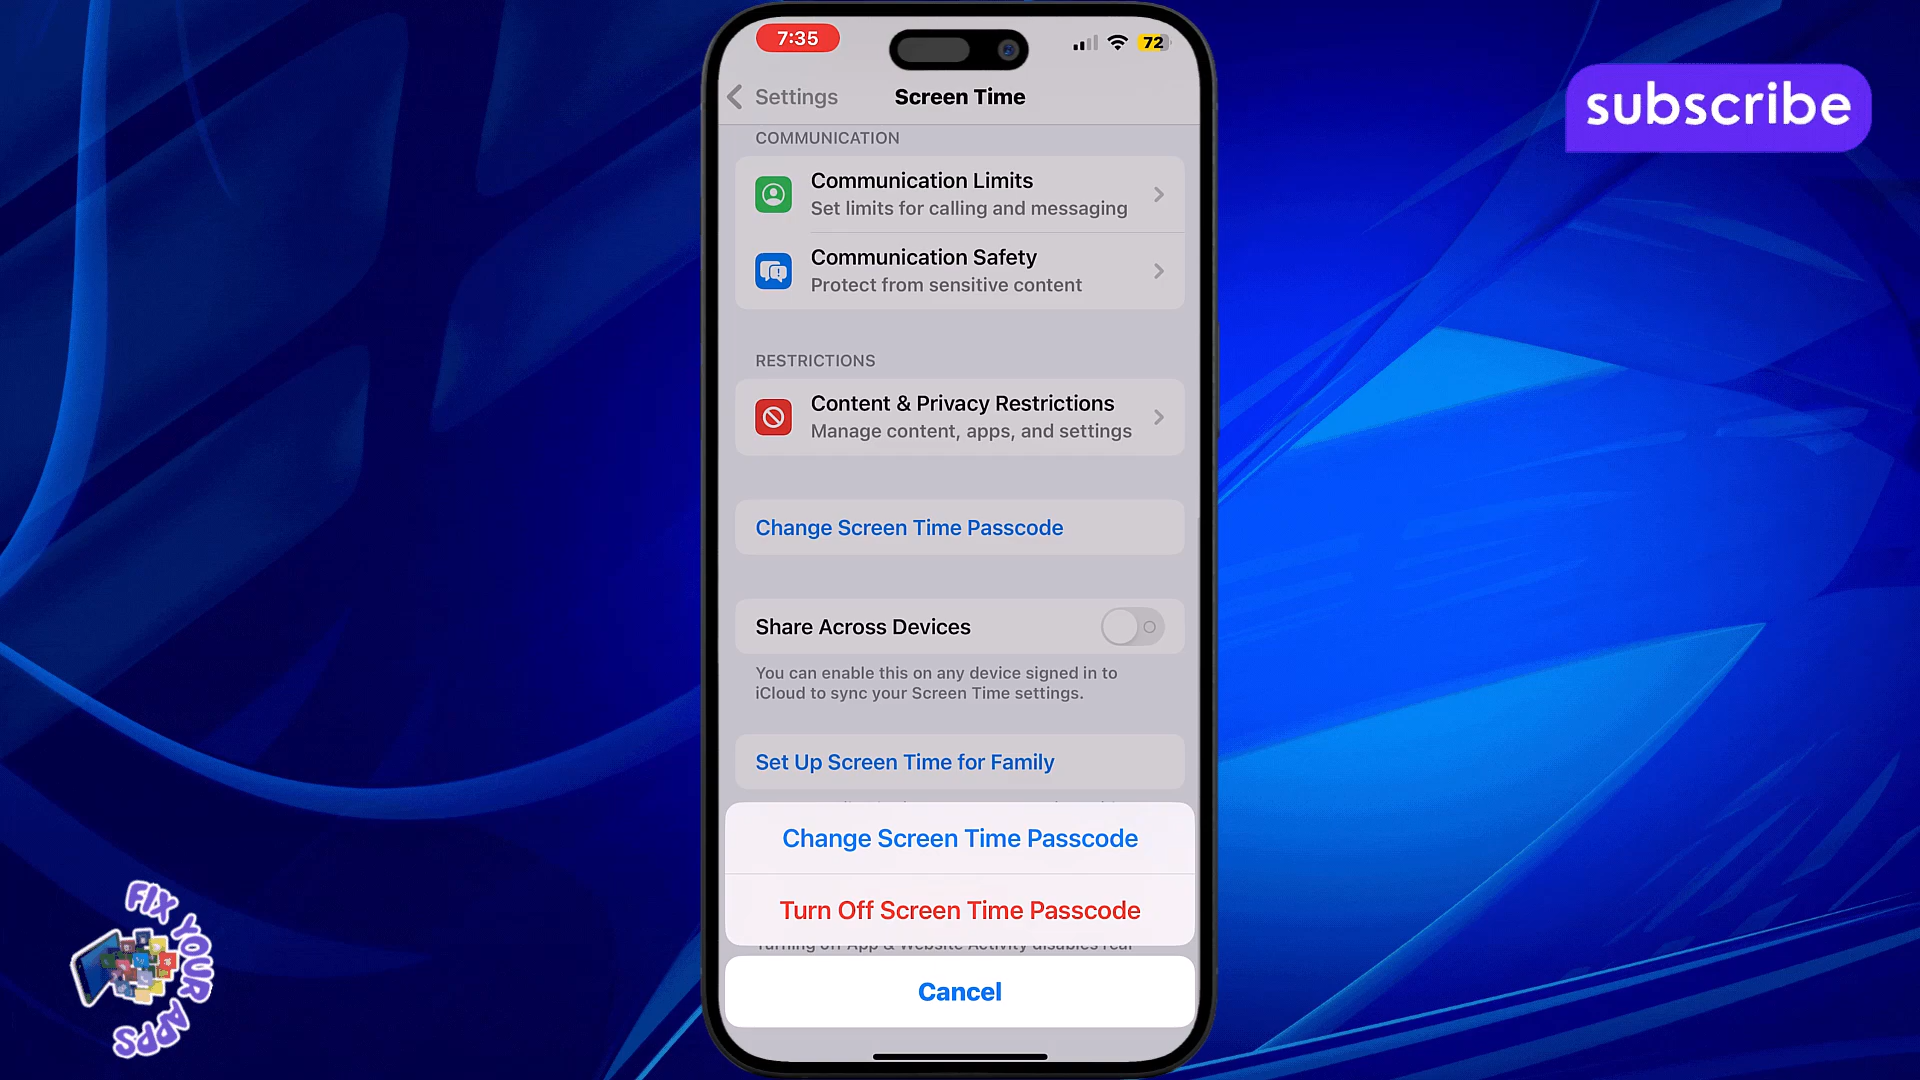 7:35
72
Settings
Screen Time
subscribe
COMMUNICATION
Communication Limits
Set limits for calling and messaging
Communication Safety
Protect from sensitive content
RESTRICTIONS
Content & Privacy Restrictions
Manage content, apps, and settings
Change Screen Time Passcode
Share Across Devices
You can enable this on any device signed in to
iCloud to sync your Screen Time settings.
Set Up Screen Time for Family
Change Screen Time Passcode
Turn Off Screen Time Passcode
Turning off App & Website Activity disables real
Cancel
FIX YOUR APPS